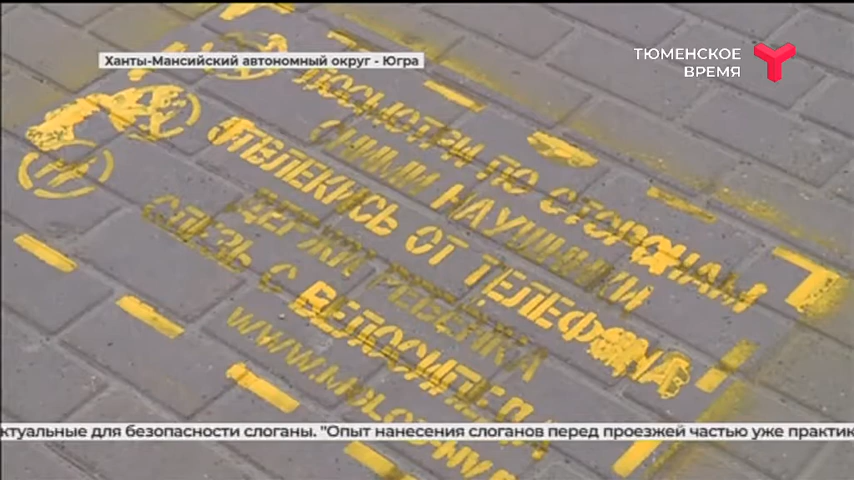 Ханты-Мансийский автономный округ - Югра
ТЮМЕНСКОЕ
ВРЕМЯ
ПОСМОТРИ ПО СТОРОНАМ
СНИМИ НАУШНИКИ
ОТВЛЕКИСЬ ОТ ТЕЛЕФОНА
ДЕРЖИ РЕБЕНКА
СЛЕЗЬ С ВЕЛОСИПЕДА
ктуальные для безопасности слоганы. "Опыт нанесения слоганов перед проезжей частью уже практик